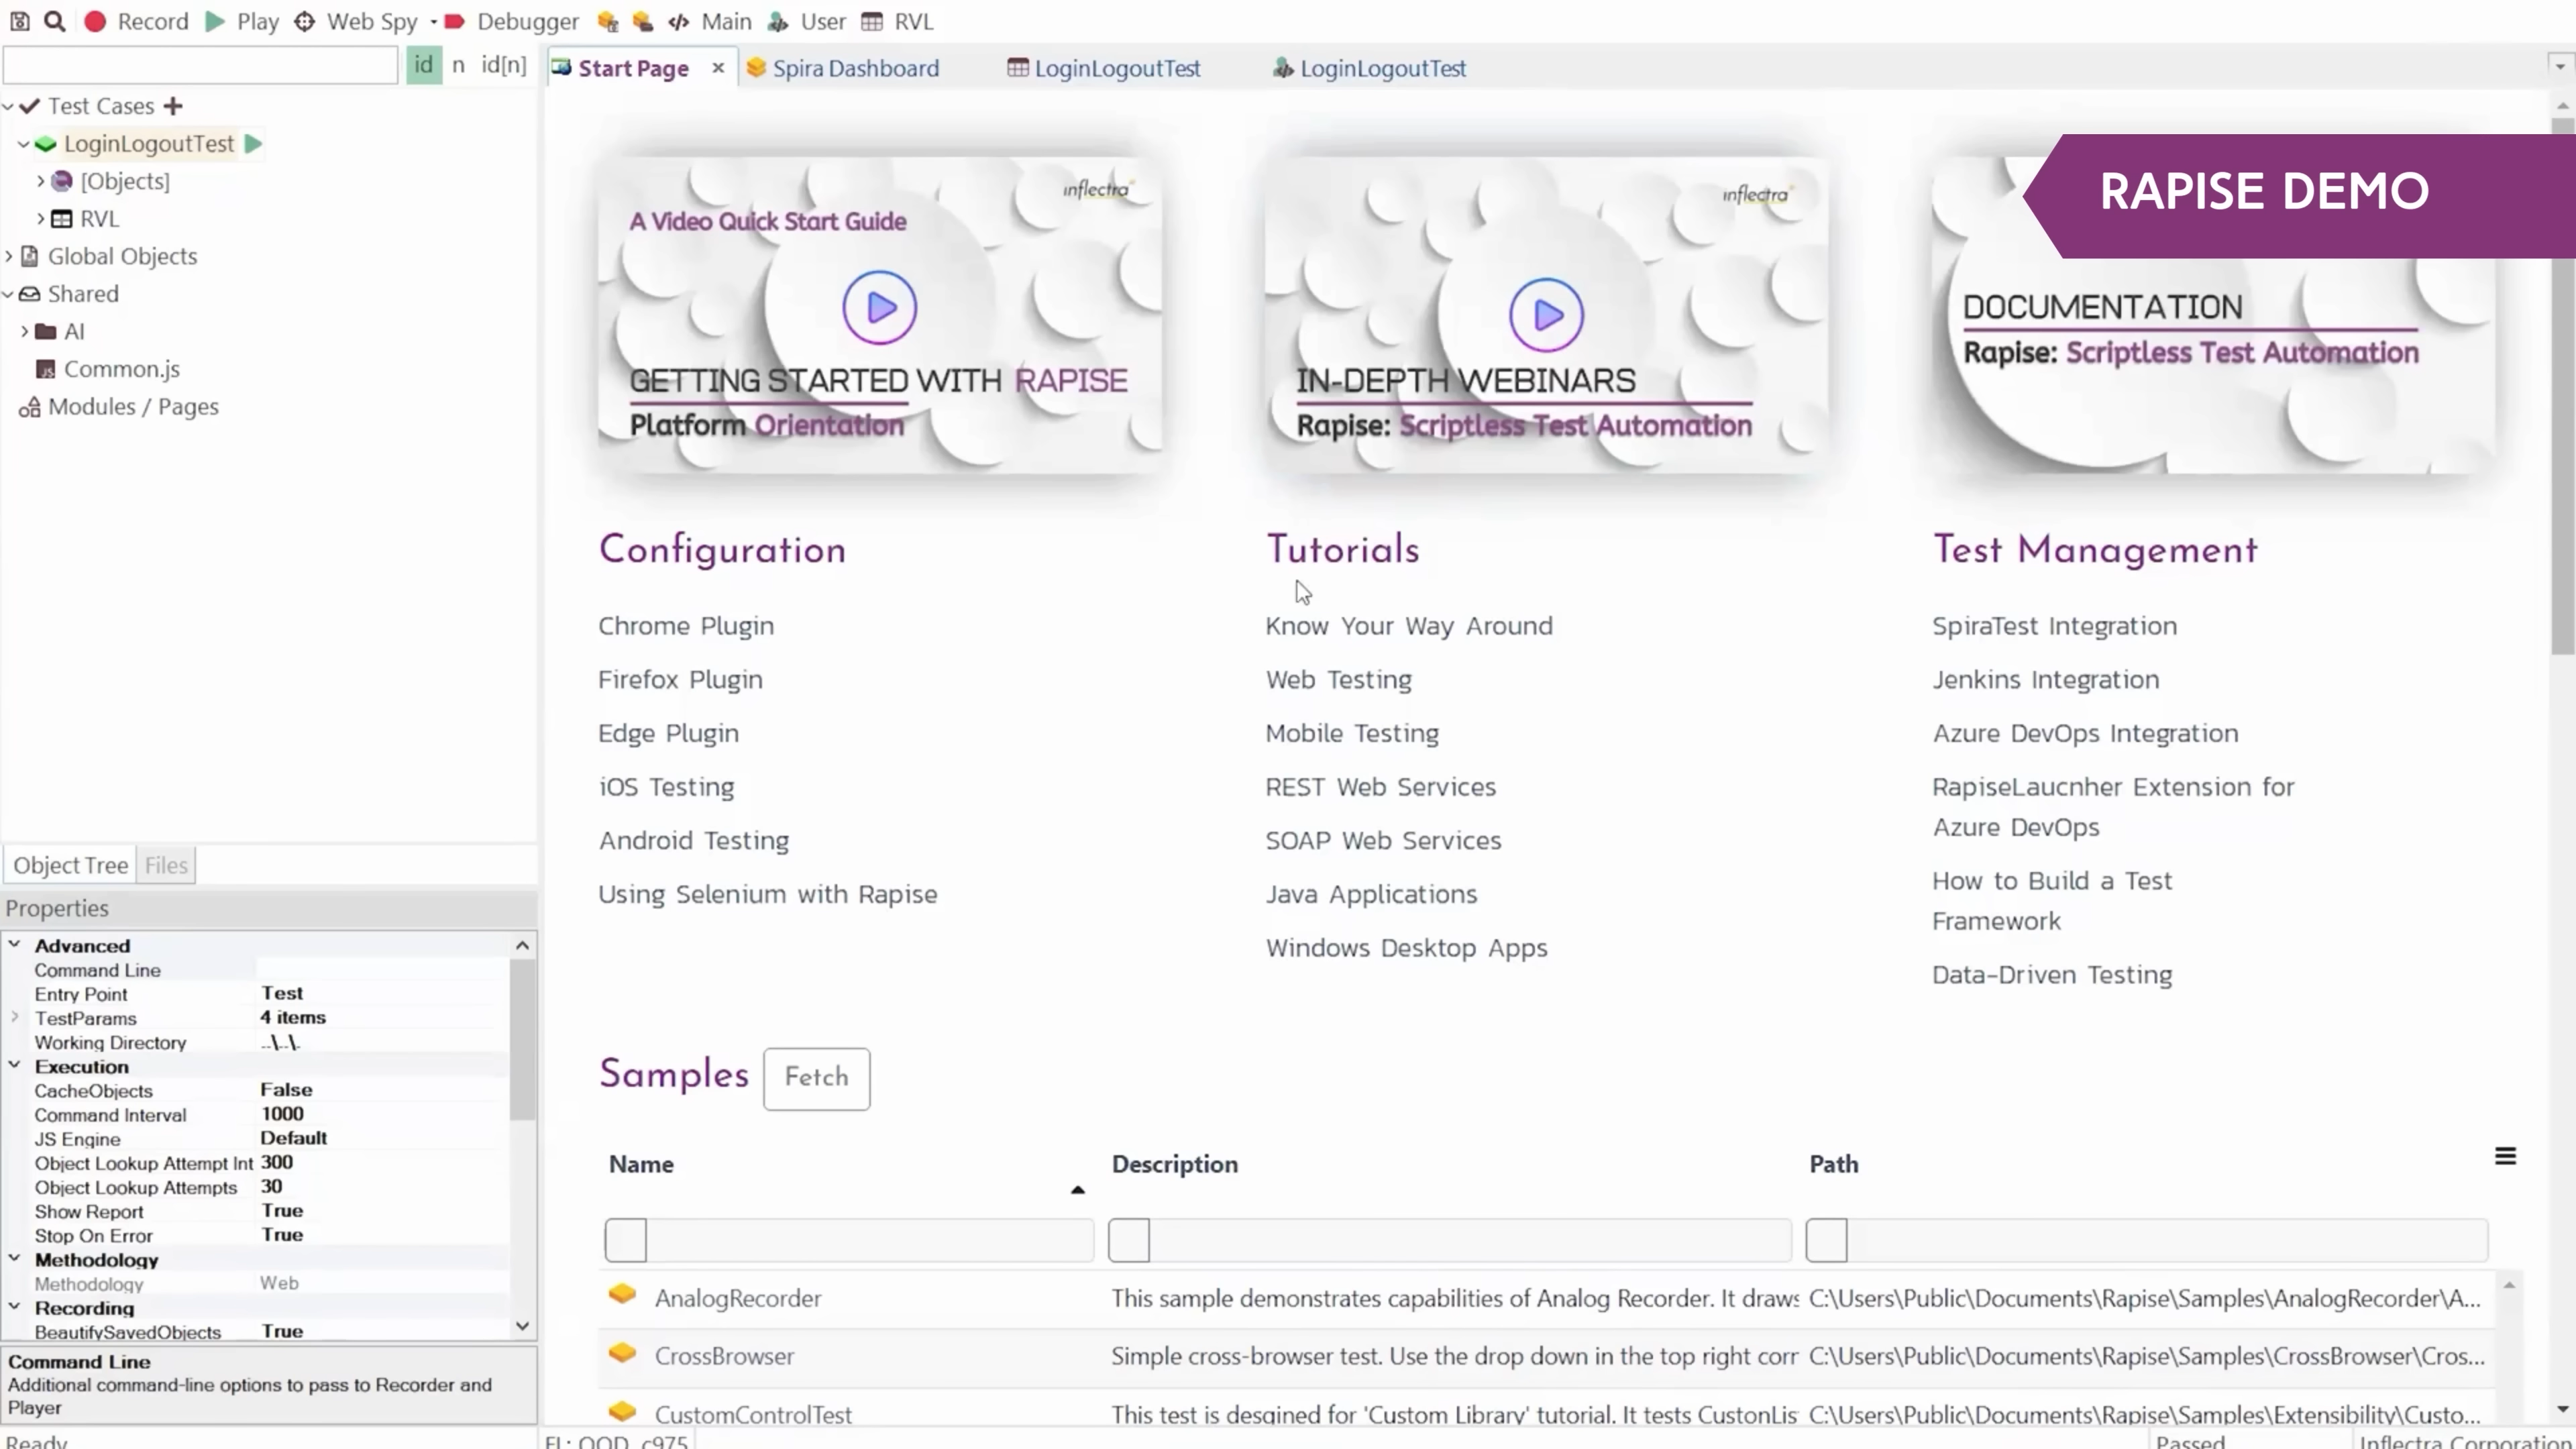 Record Play Web Spy Debugger Main User RVL
id n id[n]
Start Page Spira Dashboard LoginLogoutTest LoginLogoutTest
Test Cases
LoginLogoutTest
[Objects]
RVL
Global Objects
Shared
AI
Common.js
Modules / Pages
Object Tree Files
Properties
Advanced
Command Line
Entry Point Test
TestParams 4 items
Working Directory ..\..\.
Execution
CacheObjects False
Command Interval 1000
JS Engine Default
Object Lookup Attempt Int 300
Object Lookup Attempts 30
Show Report True
Stop On Error True
Methodology
Methodology Web
Recording
BeautifySavedObjects True
Command Line
Additional command-line options to pass to Recorder and
Player
inflectra
A Video Quick Start Guide
GETTING STARTED WITH RAPISE
Platform Orientation
inflectra
IN-DEPTH WEBINARS
Rapise: Scriptless Test Automation
RAPISE DEMO
DOCUMENTATION
Rapise: Scriptless Test Automation
Configuration
Chrome Plugin
Firefox Plugin
Edge Plugin
iOS Testing
Android Testing
Using Selenium with Rapise
Tutorials
Know Your Way Around
Web Testing
Mobile Testing
REST Web Services
SOAP Web Services
Java Applications
Windows Desktop Apps
Test Management
SpiraTest Integration
Jenkins Integration
Azure DevOps Integration
RapiseLaucnher Extension for
Azure DevOps
How to Build a Test
Framework
Data-Driven Testing
Samples Fetch
Name Description Path
AnalogRecorder This sample demonstrates capabilities of Analog Recorder. It draws C:\Users\Public\Documents\Rapise\Samples\AnalogRecorder\A...
CrossBrowser Simple cross-browser test. Use the drop down in the top right corr C:\Users\Public\Documents\Rapise\Samples\CrossBrowser\Cros...
CustomControlTest This test is desgined for 'Custom Library' tutorial. It tests CustonLis C:\Users\Public\Documents\Rapise\Samples\Extensibility\Custo...
Ready Passed Inflectra Corporation